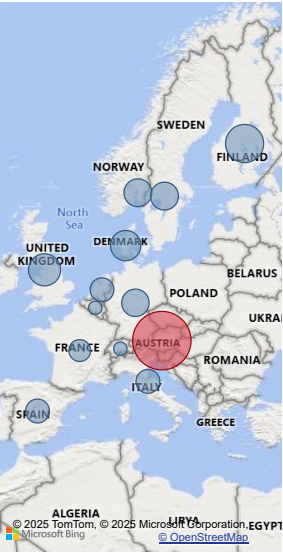 SWEDEN
FINLAND
NORWAY
North
Sea
DENMARK
UNITED
KINGDOM
BELARUS
POLAND
UKRAI
FRANCE
AUSTRIA
ROMANIA
ITALY
SPAIN
GREECE
ALGERIA
LIBYA
EGYPT
© 2025 TomTom, © 2025 Microsoft Corporation,
Microsoft Bing
© OpenStreetMap